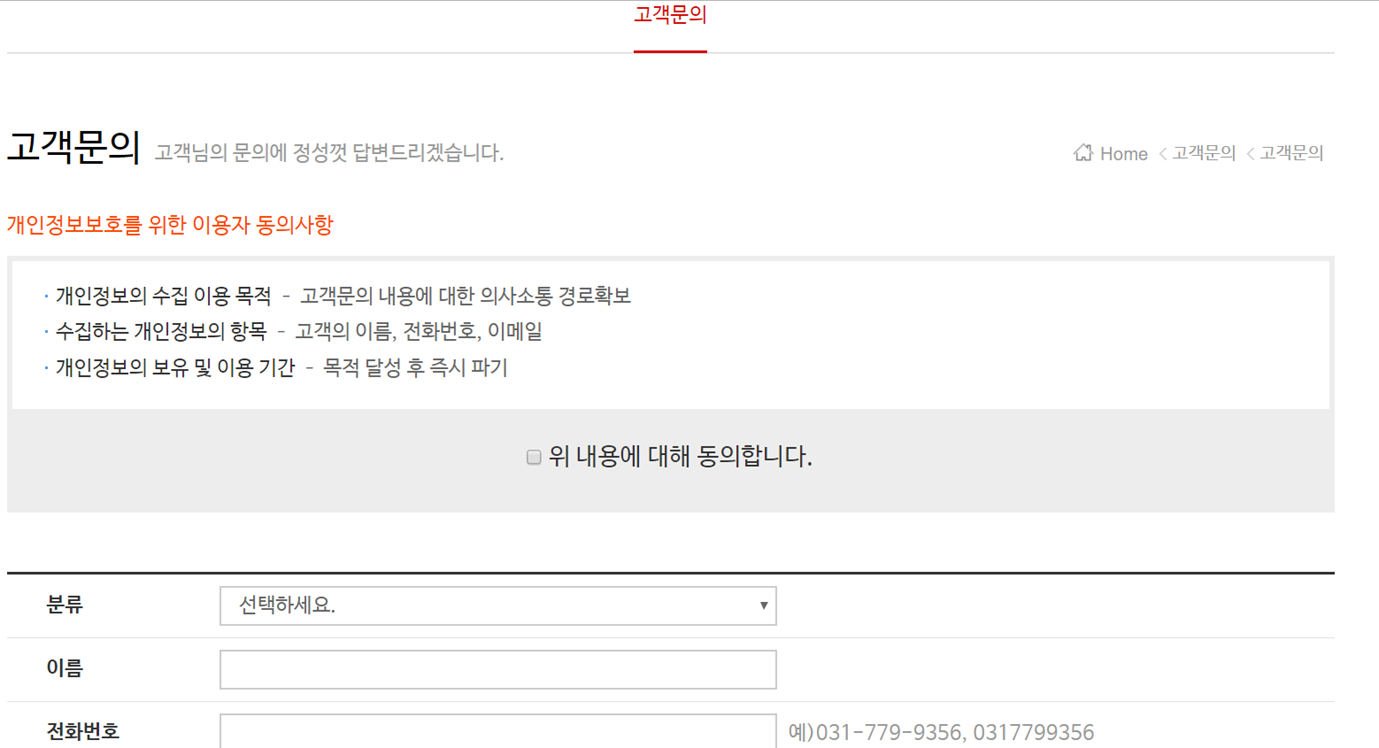 고객문의
고객문의 고객님의 문의에 정성껏 답변드리겠습니다.
Home < 고객문의 < 고객문의
개인정보보호를 위한 이용자 동의사항
· 개인정보의 수집 이용 목적 - 고객문의 내용에 대한 의사소통 경로확보
· 수집하는 개인정보의 항목 - 고객의 이름, 전화번호, 이메일
· 개인정보의 보유 및 이용 기간 - 목적 달성 후 즉시 파기
위 내용에 대해 동의합니다.
분류 선택하세요.
이름
전화번호 예)031-779-9356, 0317799356